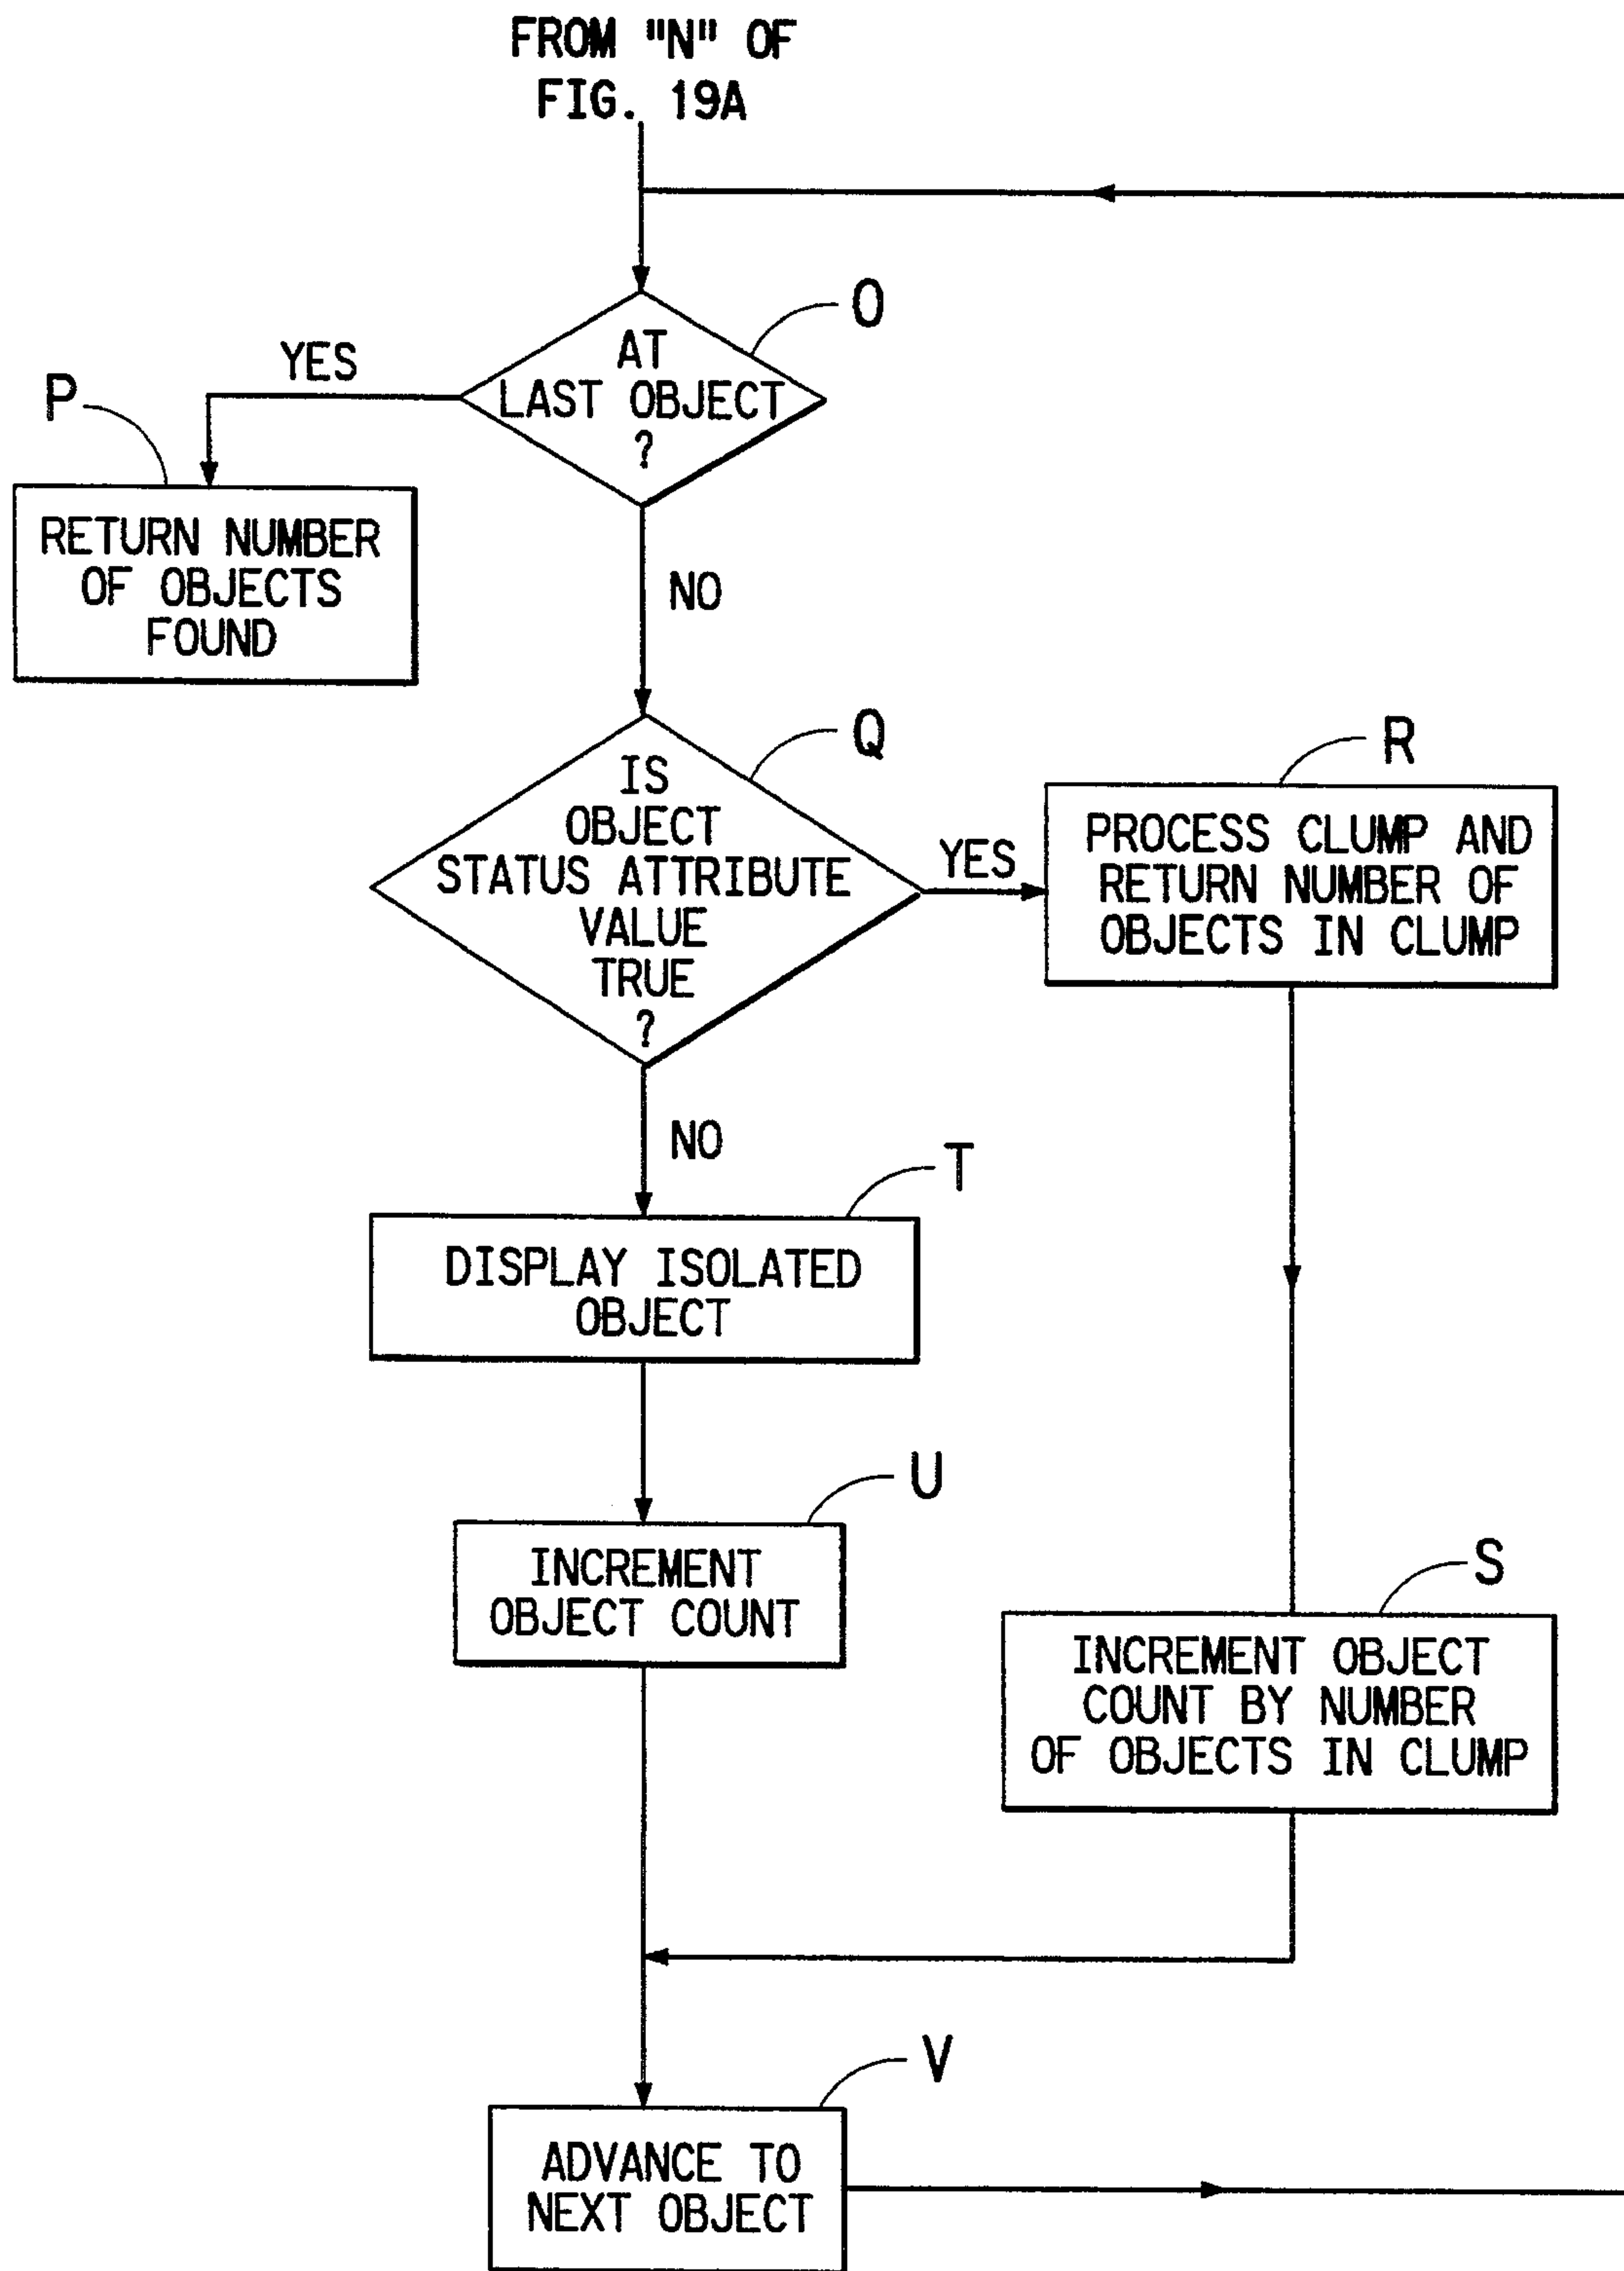 FROM "N" OF
FIG. 19A
O
AT
LAST OBJECT
?
YES
P
RETURN NUMBER
OF OBJECTS
FOUND
NO
Q
IS
OBJECT
STATUS ATTRIBUTE
VALUE
TRUE
?
YES
R
PROCESS CLUMP AND
RETURN NUMBER OF
OBJECTS IN CLUMP
NO
T
DISPLAY ISOLATED
OBJECT
U
INCREMENT
OBJECT COUNT
S
INCREMENT OBJECT
COUNT BY NUMBER
OF OBJECTS IN CLUMP
V
ADVANCE TO
NEXT OBJECT